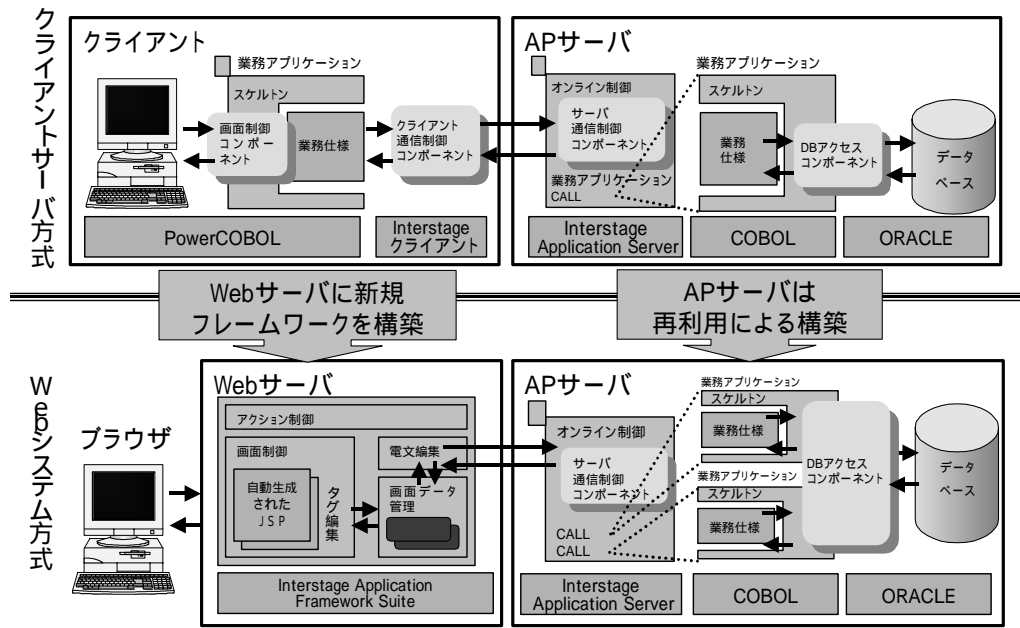 クライアントサーバ方式
クライアント
業務アプリケーション
スケルトン
画面制御
コンポー
ネント
業務仕様
クライアント
通信制御
コンポーネント
PowerCOBOL
Interstage
クライアント
APサーバ
オンライン制御
サーバ
通信制御
コンポーネント
業務アプリケーション
CALL
業務アプリケーション
スケルトン
業務
仕様
DBアクセス
コンポーネント
データ
ベース
Interstage
Application Server
COBOL
ORACLE
Webサーバに新規
フレームワークを構築
APサーバは
再利用による構築
Webシステム方式
ブラウザ
Webサーバ
アクション制御
画面制御
自動生成
された
JSP
タグ編集
電文編集
画面データ
管理
Interstage Application
Framework Suite
APサーバ
オンライン制御
サーバ
通信制御
コンポーネント
CALL
CALL
業務アプリケーション
スケルトン
業務仕様
業務アプリケーション
スケルトン
業務仕様
DBアクセス
コンポーネント
データ
ベース
Interstage
Application Server
COBOL
ORACLE